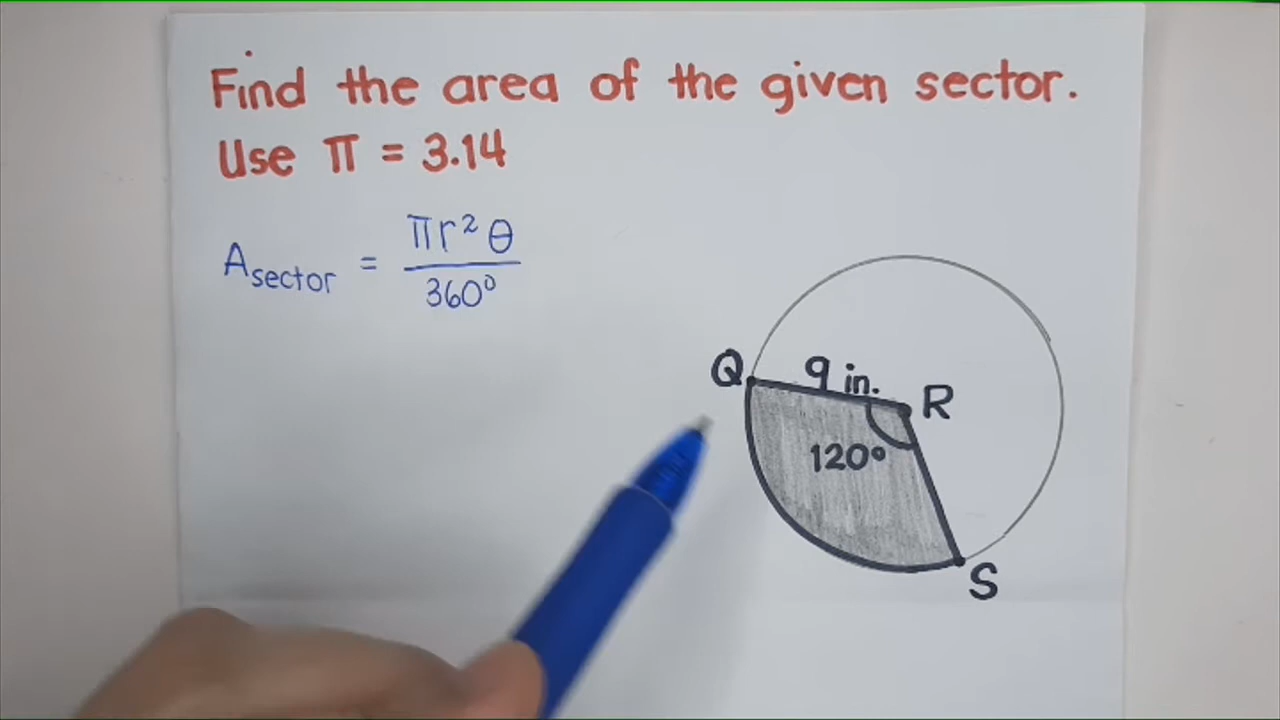 Find the area of the given sector.
Use π = 3.14
A_sector = πr²θ / 360°
Q
9 in.
R
120°
S